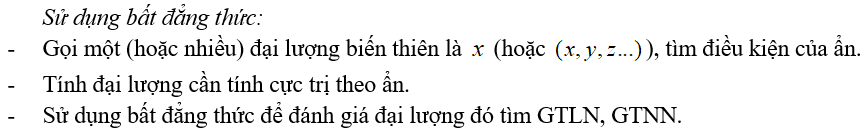 Sử dụng bất đẳng thức:
- Gọi một (hoặc nhiều) đại lượng biến thiên là x (hoặc (x, y, z...)), tìm điều kiện của ẩn.
- Tính đại lượng cần tính cực trị theo ẩn.
- Sử dụng bất đẳng thức để đánh giá đại lượng đó tìm GTLN, GTNN.